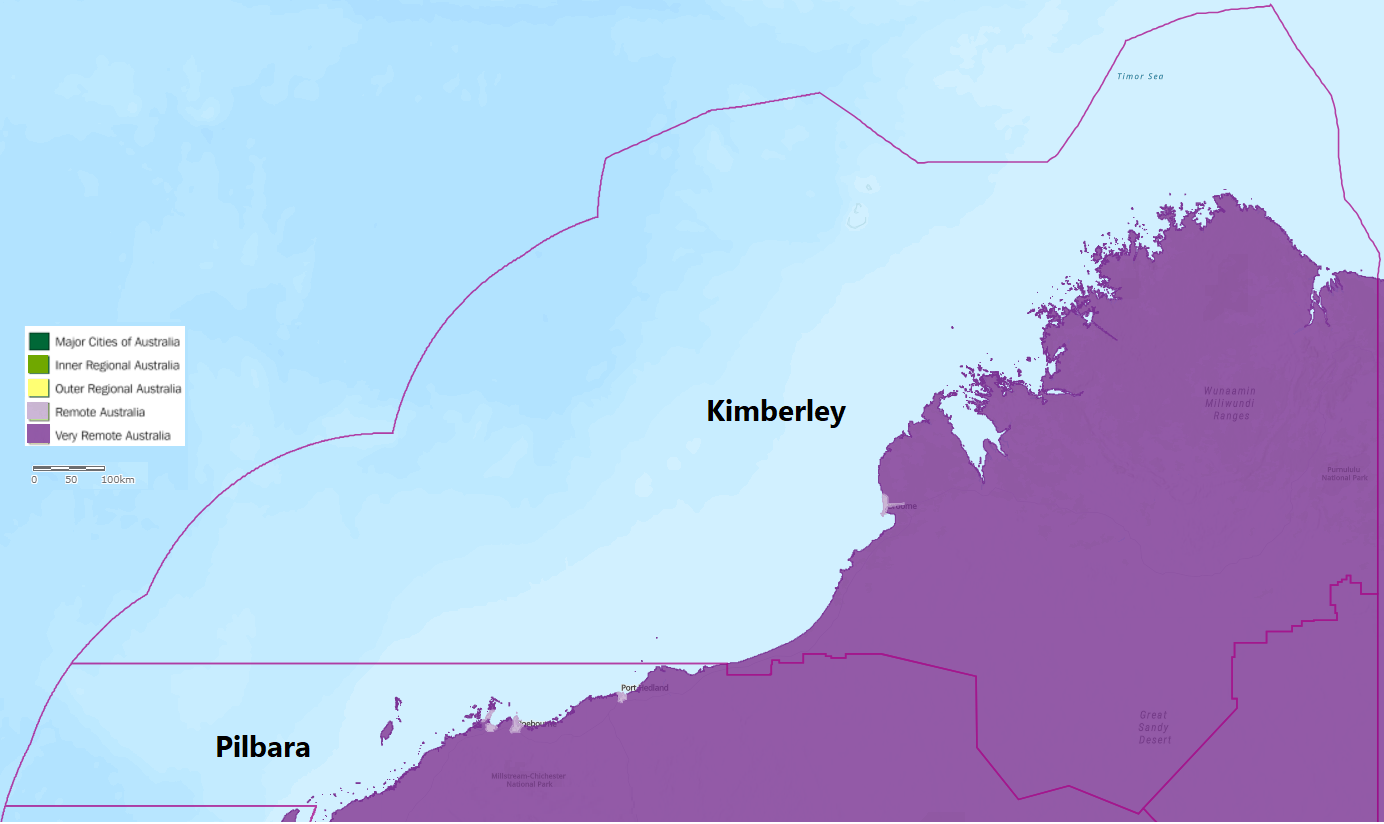 Timor Sea
Major Cities of Australia
Inner Regional Australia
Outer Regional Australia
Remote Australia
Very Remote Australia
0 50 100km
Kimberley
Wunaamin
Miliwundi
Ranges
Purnululu
National Park
Port Hedland
Great
Sandy
Desert
Pilbara
Millstream-Chichester
National Park